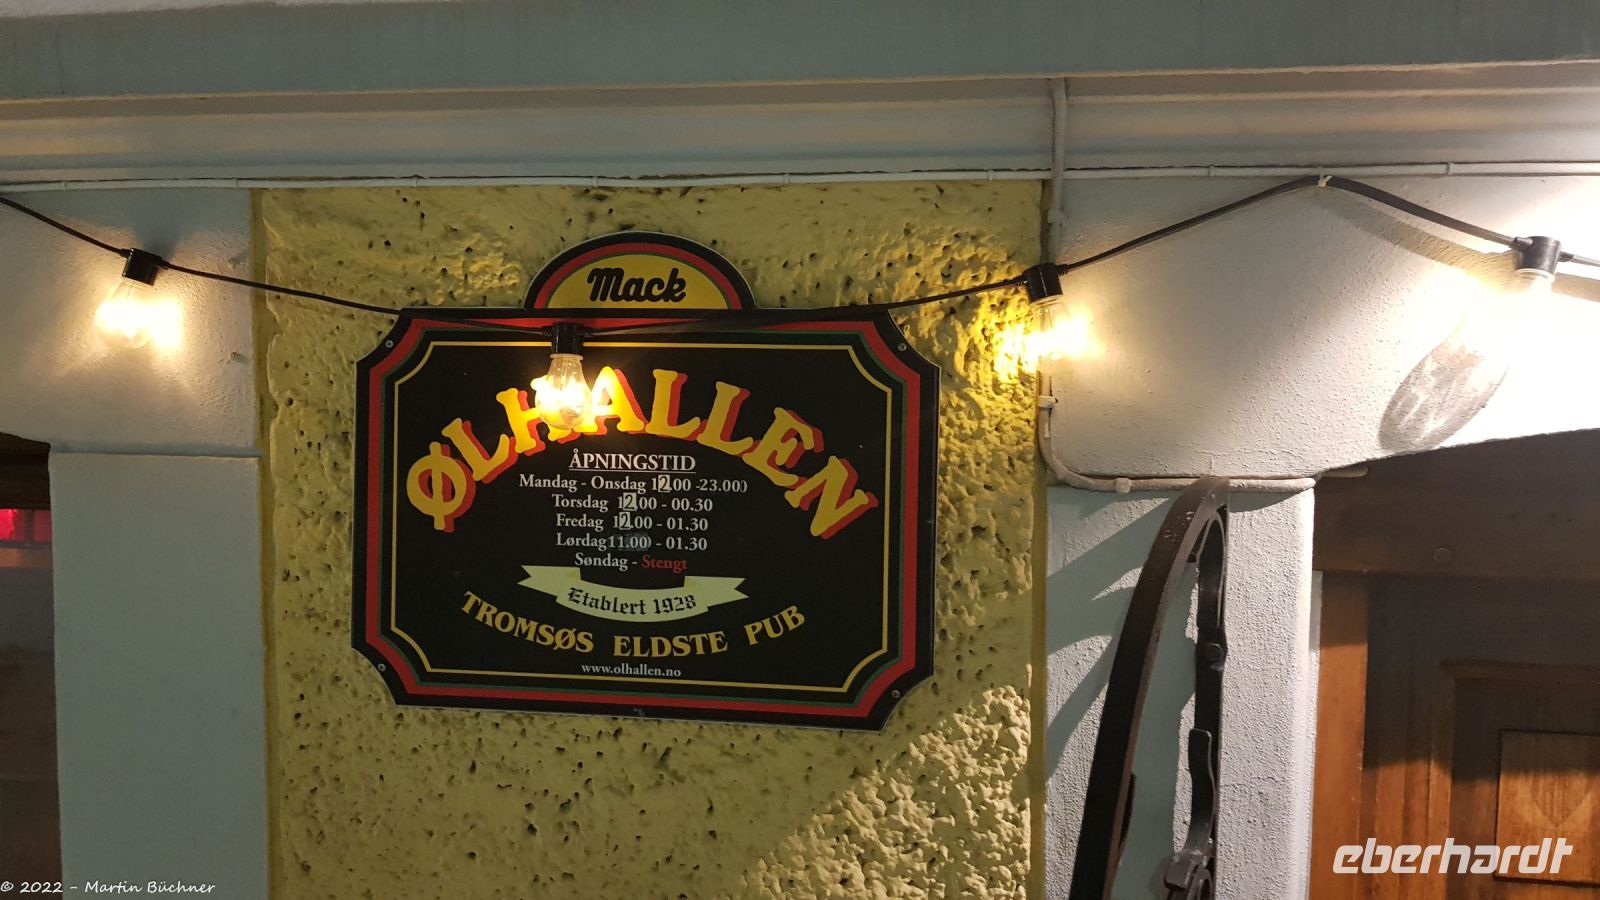 Mack
ØLHALLEN
ÅPNINGSTID
Mandag - Onsdag 12.00 -23.000
Torsdag 12.00 - 00.30
Fredag 12.00 - 01.30
Lørdag 11.00 - 01.30
Søndag - Stengt
Etablert 1928
TROMSØS ELDSTE PUB
www.olhallen.no
© 2022 - Martin Büchner
eberhardt